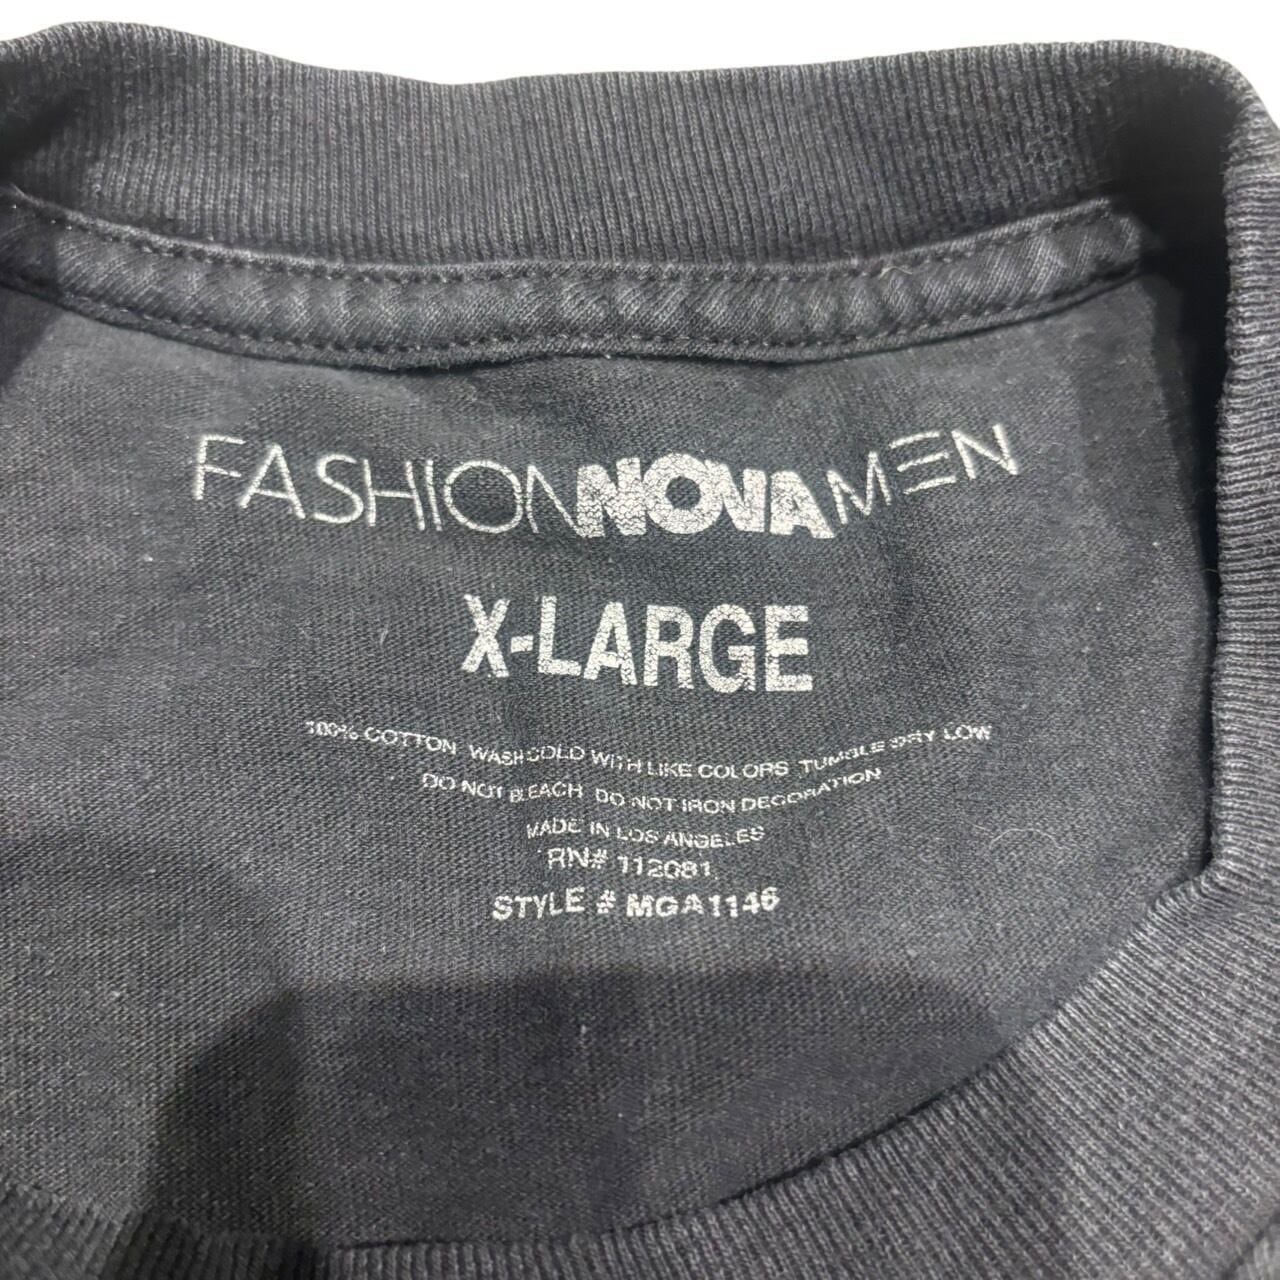 FASHIONNOVAMEN
X-LARGE
100% COTTON WASH COLD WITH LIKE COLORS TUMBLE DRY LOW
DO NOT BLEACH DO NOT IRON DECORATION
MADE IN LOS ANGELES
RN# 112081
STYLE # MGA1146